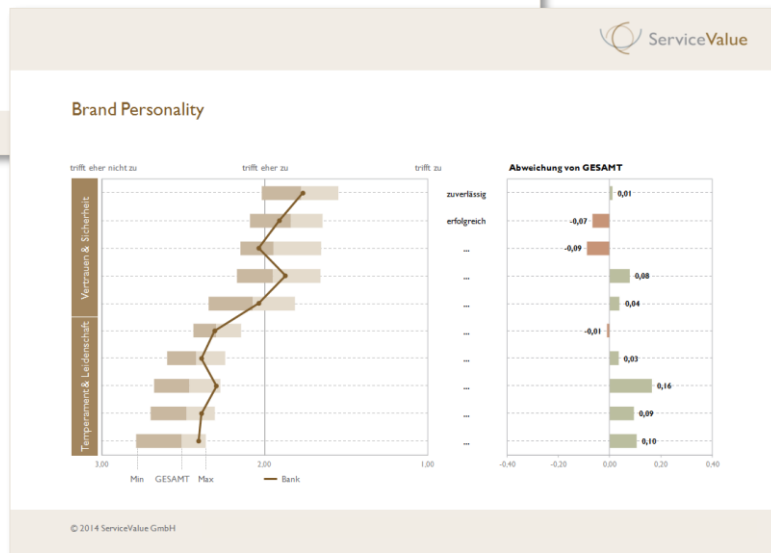 ServiceValue
Brand Personality
trifft eher nicht zu
trifft eher zu
trifft zu
Abweichung von GESAMT
Vertrauen & Sicherheit
Temperament & Leidenschaft
zuverlässig
erfolgreich
...
...
...
...
...
...
...
...
0,01
-0,07
-0,09
0,08
0,04
-0,01
0,03
0,16
0,09
0,10
3,00
2,00
1,00
-0,40
-0,20
0,00
0,20
0,40
Min
GESAMT
Max
Bank
© 2014 ServiceValue GmbH